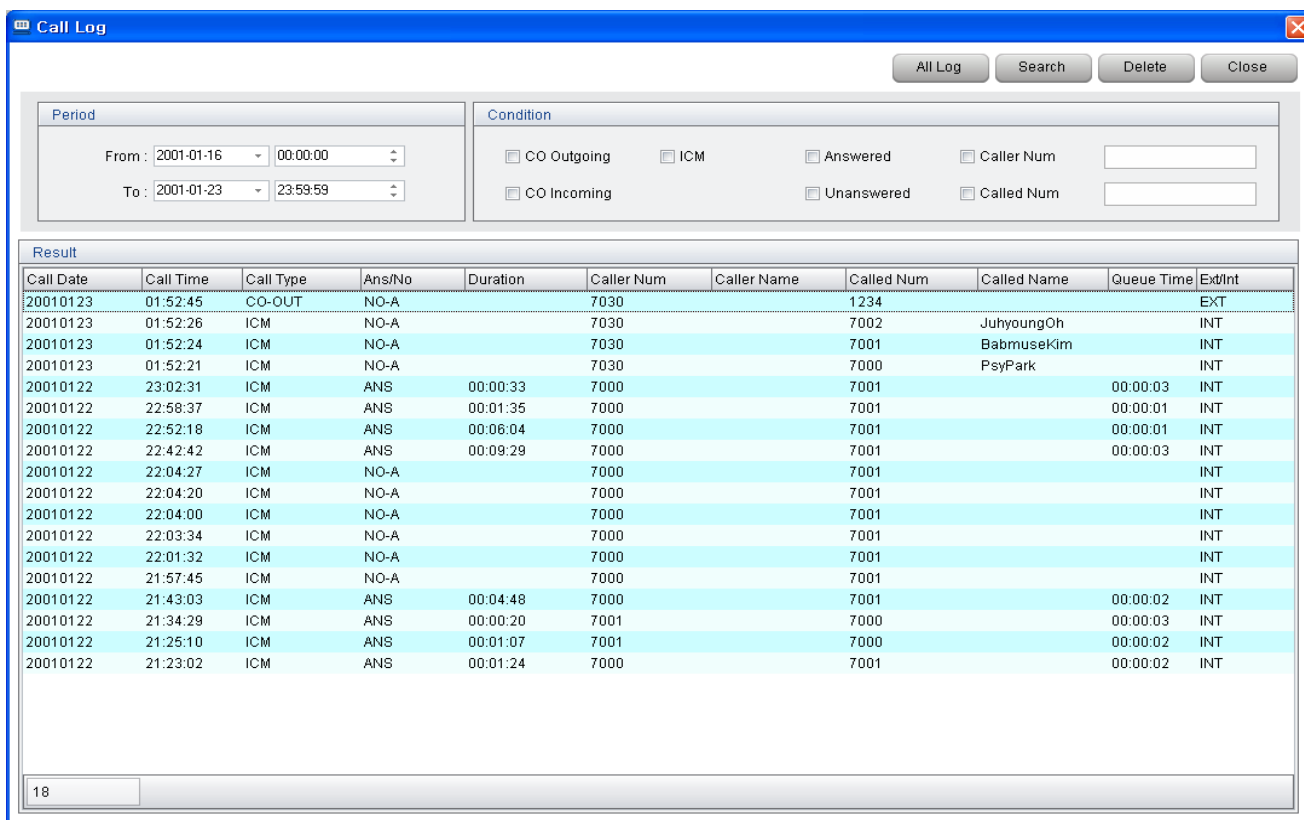 Call Log
All Log Search Delete Close
Period Condition
From : 2001-01-16 00:00:00 CO Outgoing ICM Answered Caller Num
To : 2001-01-23 23:59:59 CO Incoming Unanswered Called Num
Result
Call Date Call Time Call Type Ans/No Duration Caller Num Caller Name Called Num Called Name Queue Time Ext/Int
20010123 01:52:45 CO-OUT NO-A 7030 1234 EXT
20010123 01:52:26 ICM NO-A 7030 7002 JuhyoungOh INT
20010123 01:52:24 ICM NO-A 7030 7001 BabmuseKim INT
20010123 01:52:21 ICM NO-A 7030 7000 PsyPark INT
20010122 23:02:31 ICM ANS 00:00:33 7000 7001 00:00:03 INT
20010122 22:58:37 ICM ANS 00:01:35 7000 7001 00:00:01 INT
20010122 22:52:18 ICM ANS 00:06:04 7000 7001 00:00:01 INT
20010122 22:42:42 ICM ANS 00:09:29 7000 7001 00:00:03 INT
20010122 22:04:27 ICM NO-A 7000 7001 INT
20010122 22:04:20 ICM NO-A 7000 7001 INT
20010122 22:04:00 ICM NO-A 7000 7001 INT
20010122 22:03:34 ICM NO-A 7000 7001 INT
20010122 22:01:32 ICM NO-A 7000 7001 INT
20010122 21:57:45 ICM NO-A 7000 7001 INT
20010122 21:43:03 ICM ANS 00:04:48 7000 7001 00:00:02 INT
20010122 21:34:29 ICM ANS 00:00:20 7001 7000 00:00:03 INT
20010122 21:25:10 ICM ANS 00:01:07 7001 7000 00:00:02 INT
20010122 21:23:02 ICM ANS 00:01:24 7000 7001 00:00:02 INT
18